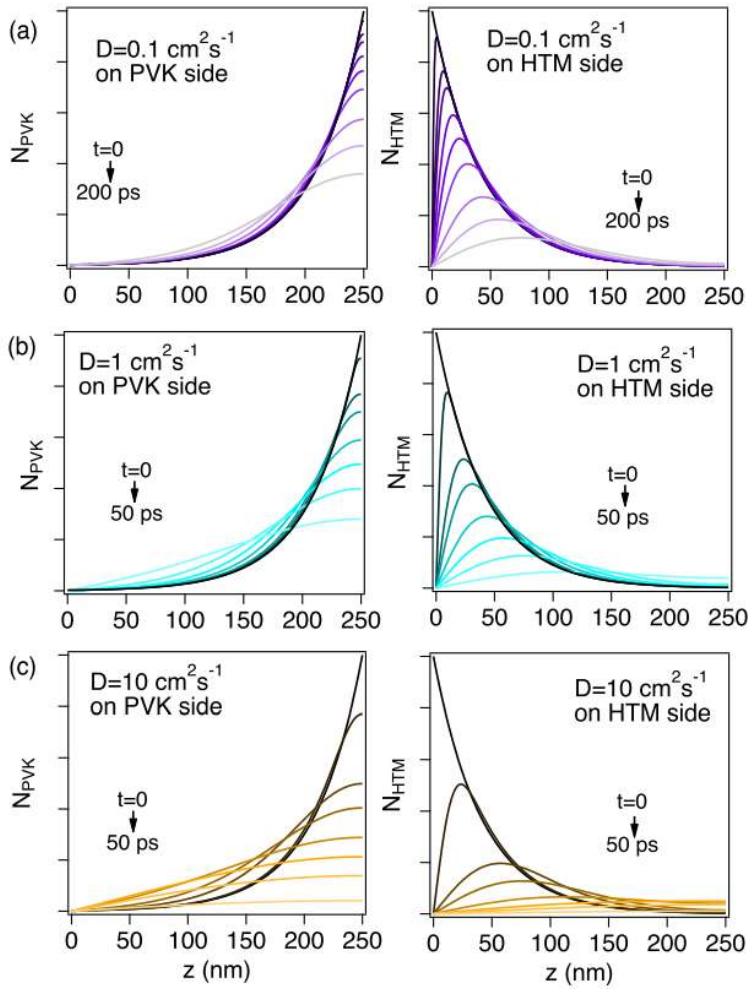 (a)
D=0.1 cm²s⁻¹
on PVK side
N_PVK
t=0
200 ps
0 50 100 150 200 250
D=0.1 cm²s⁻¹
on HTM side
N_HTM
t=0
200 ps
0 50 100 150 200 250
(b)
D=1 cm²s⁻¹
on PVK side
N_PVK
t=0
50 ps
0 50 100 150 200 250
D=1 cm²s⁻¹
on HTM side
N_HTM
t=0
50 ps
0 50 100 150 200 250
(c)
D=10 cm²s⁻¹
on PVK side
N_PVK
t=0
50 ps
0 50 100 150 200 250
z (nm)
D=10 cm²s⁻¹
on HTM side
N_HTM
t=0
50 ps
0 50 100 150 200 250
z (nm)